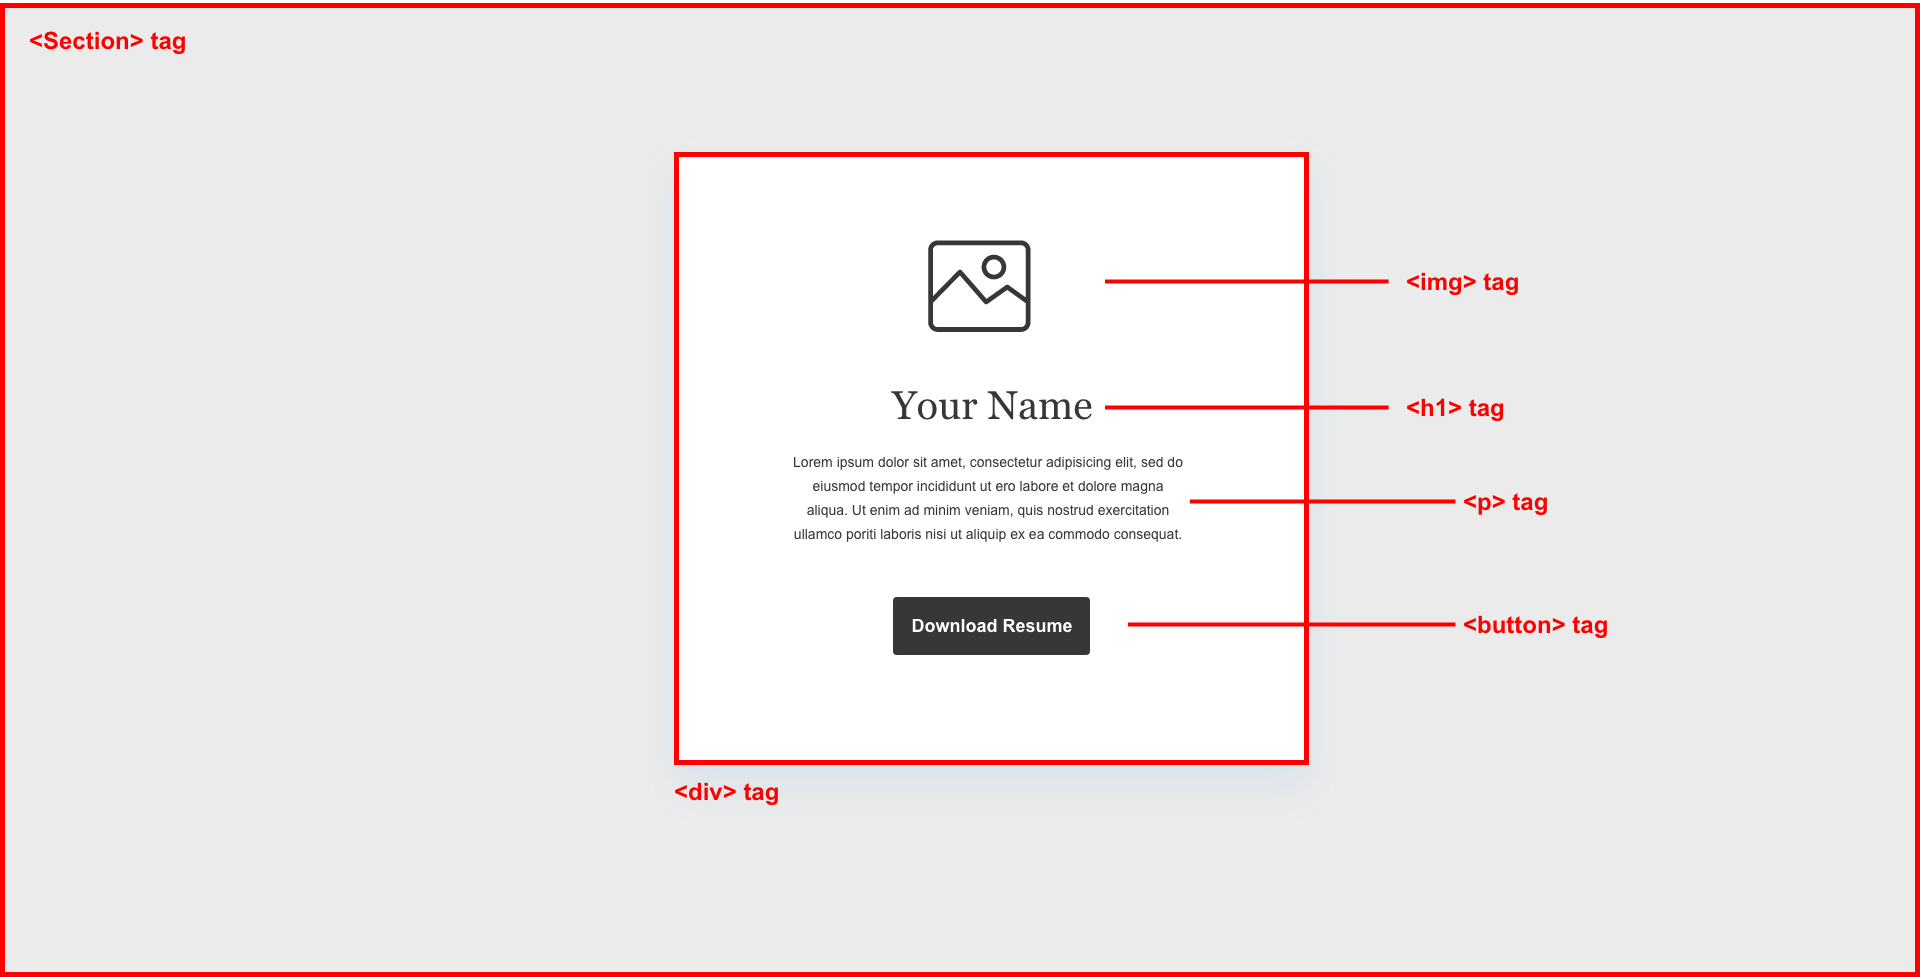 <Section> tag
<img> tag
Your Name
<h1> tag
Lorem ipsum dolor sit amet, consectetur adipisicing elit, sed do
eiusmod tempor incididunt ut ero labore et dolore magna
aliqua. Ut enim ad minim veniam, quis nostrud exercitation
ullamco poriti laboris nisi ut aliquip ex ea commodo consequat.
<p> tag
Download Resume
<button> tag
<div> tag